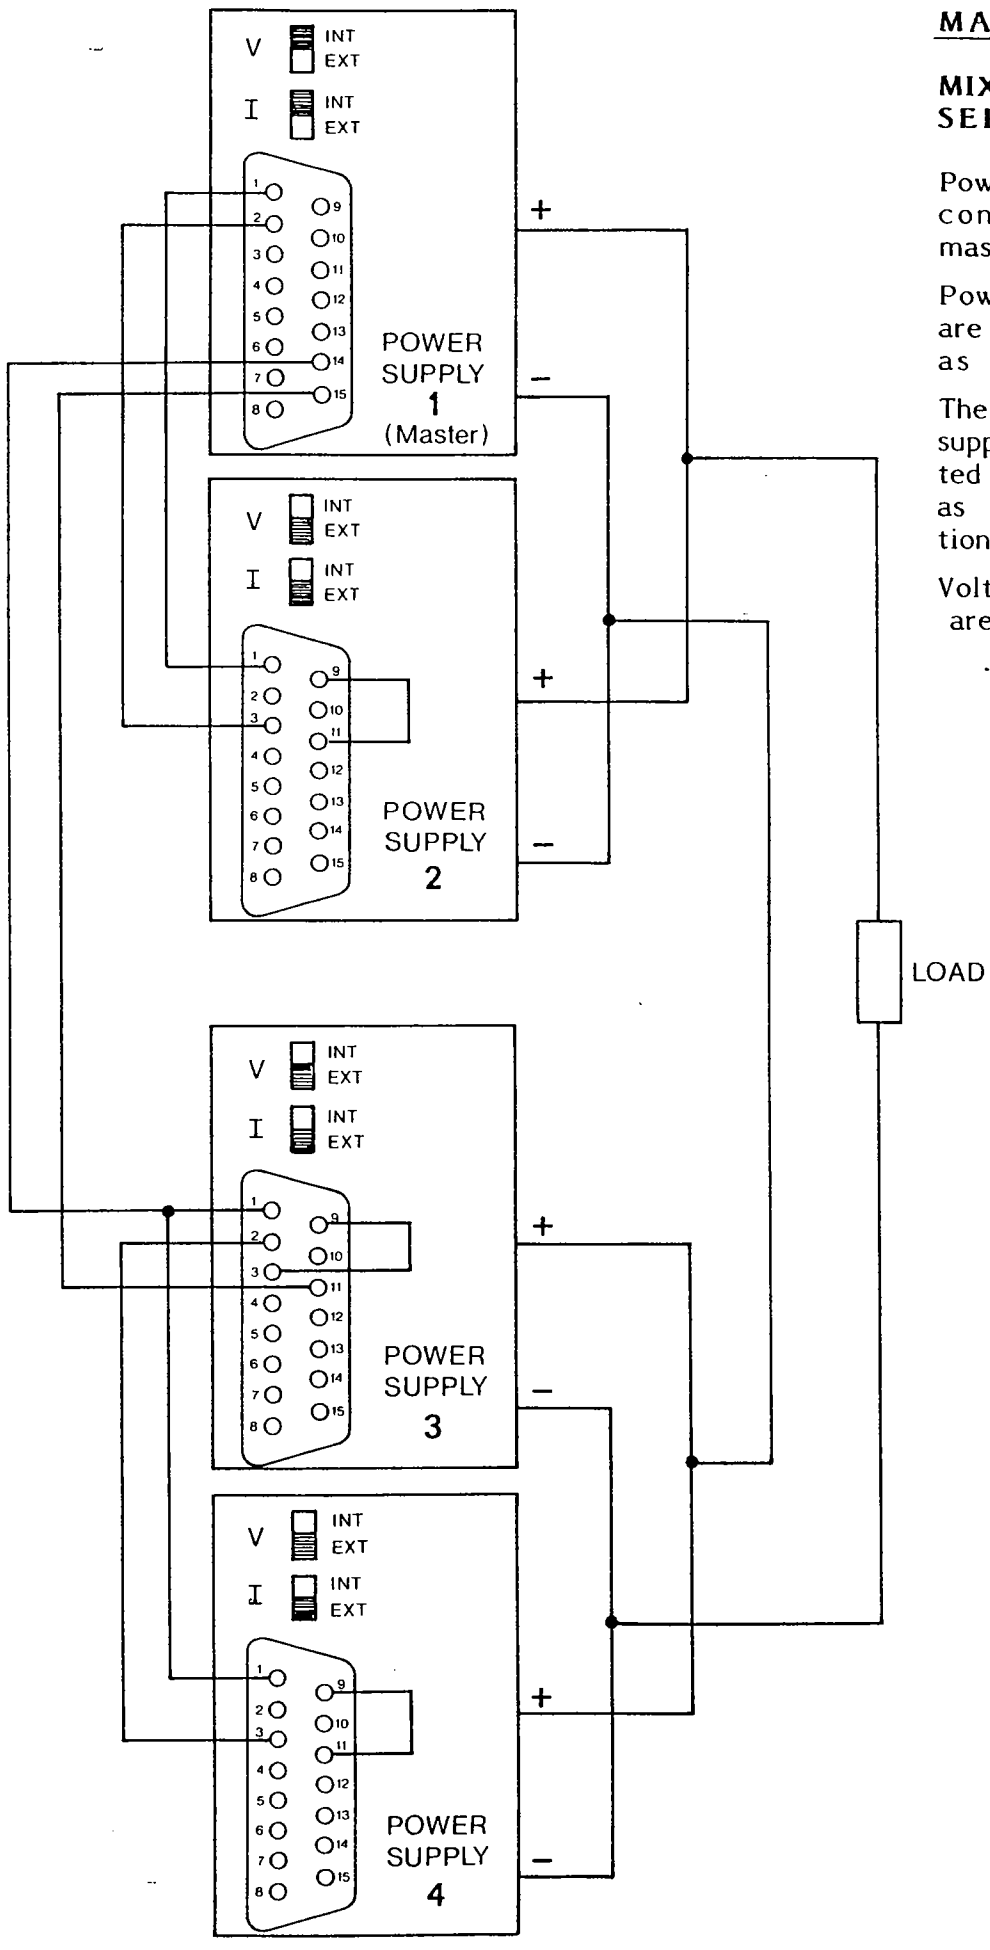 V
INT
EXT
I
INT
EXT
1
2
3
4
5
6
7
8
9
10
11
12
13
14
15
POWER
SUPPLY
1
(Master)
+
−
V
INT
EXT
I
INT
EXT
1
2
3
4
5
6
7
8
9
10
11
12
13
14
15
POWER
SUPPLY
2
+
−
LOAD
V
INT
EXT
I
INT
EXT
1
2
3
4
5
6
7
8
9
10
11
12
13
14
15
POWER
SUPPLY
3
+
−
V
INT
EXT
I
INT
EXT
1
2
3
4
5
6
7
8
9
10
11
12
13
14
15
POWER
SUPPLY
4
+
−
MA
MIX
SE
Pow
con
mas
Pow
are
as
The
supp
ted
as
tion
Volt
are